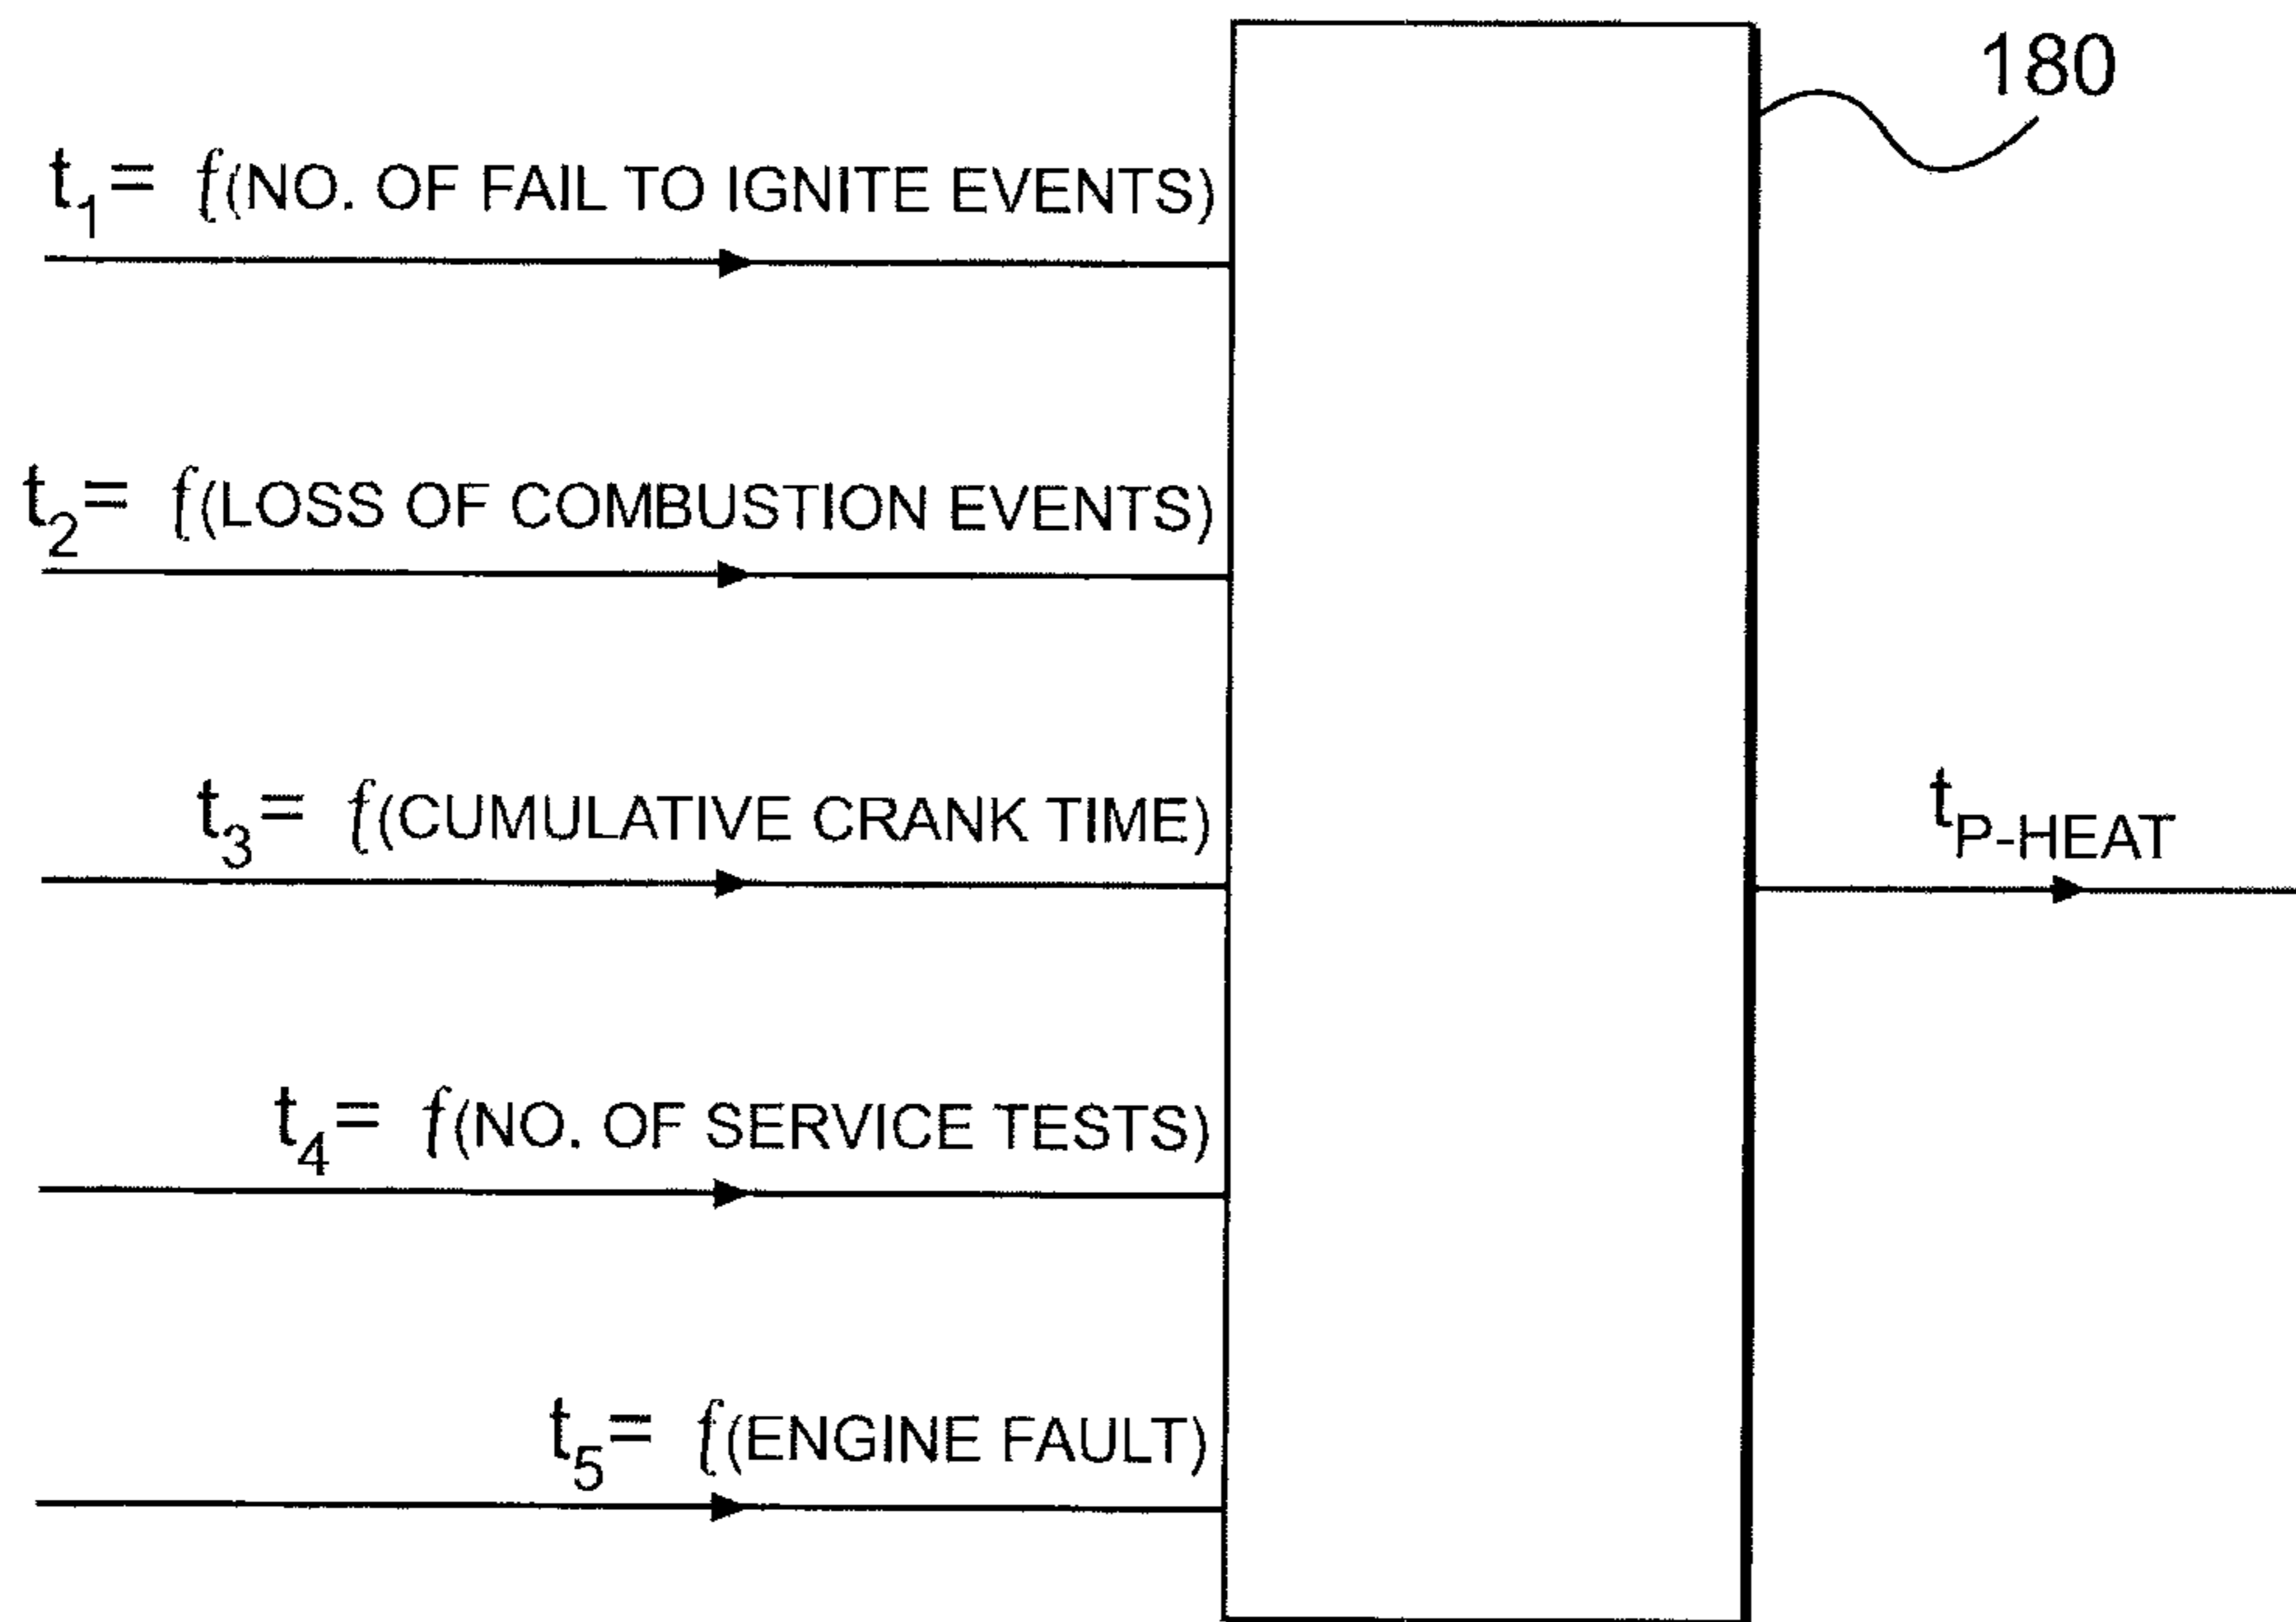 180
t₁ = f(NO. OF FAIL TO IGNITE EVENTS)
t₂ = f(LOSS OF COMBUSTION EVENTS)
t₃ = f(CUMULATIVE CRANK TIME)
t_P-HEAT
t₄ = f(NO. OF SERVICE TESTS)
t₅ = f(ENGINE FAULT)